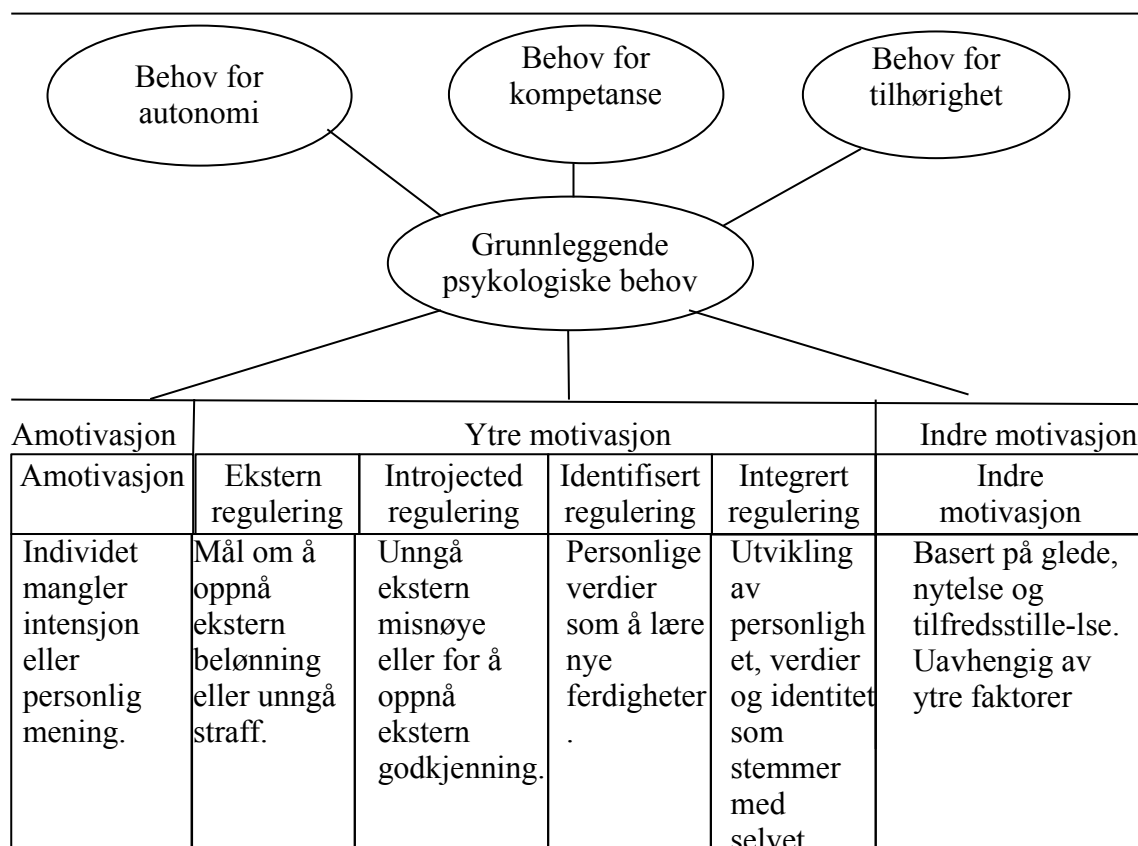 Behov for
autonomi
Behov for
kompetanse
Behov for
tilhørighet
Grunnleggende
psykologiske behov
Amotivasjon
Ytre motivasjon
Indre motivasjon
Amotivasjon
Ekstern
regulering
Introjected
regulering
Identifisert
regulering
Integrert
regulering
Indre
motivasjon
Individet
mangler
intensjon
eller
personlig
mening.
Mål om å
oppnå
ekstern
belønning
eller unngå
straff.
Unngå
ekstern
misnøye
eller for å
oppnå
ekstern
godkjenning.
Personlige
verdier
som å lære
nye
ferdigheter
.
Utvikling
av
personligh
et, verdier
og identitet
som
stemmer
med
selvet
Basert på glede,
nytelse og
tilfredsstille-lse.
Uavhengig av
ytre faktorer